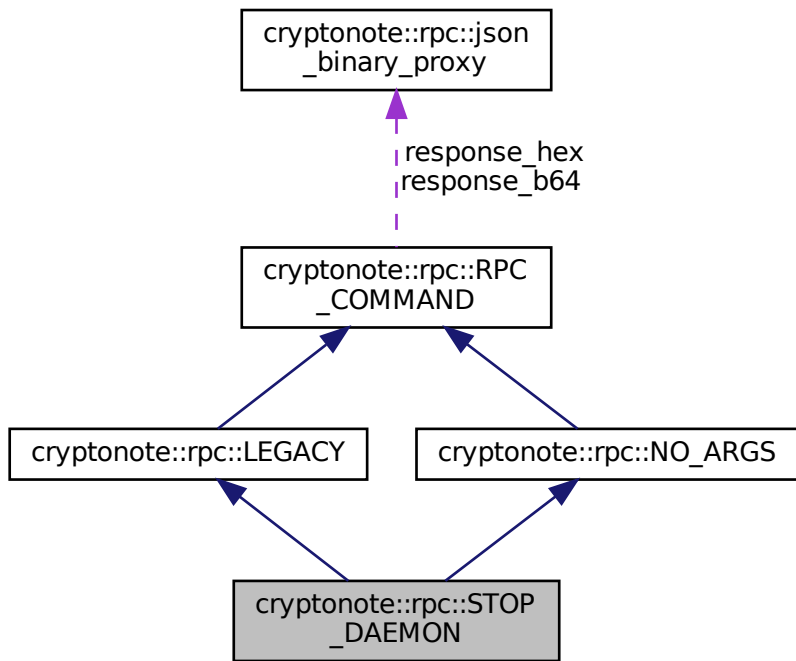 cryptonote::rpc::json
_binary_proxy
response_hex
response_b64
cryptonote::rpc::RPC
_COMMAND
cryptonote::rpc::LEGACY
cryptonote::rpc::NO_ARGS
cryptonote::rpc::STOP
_DAEMON